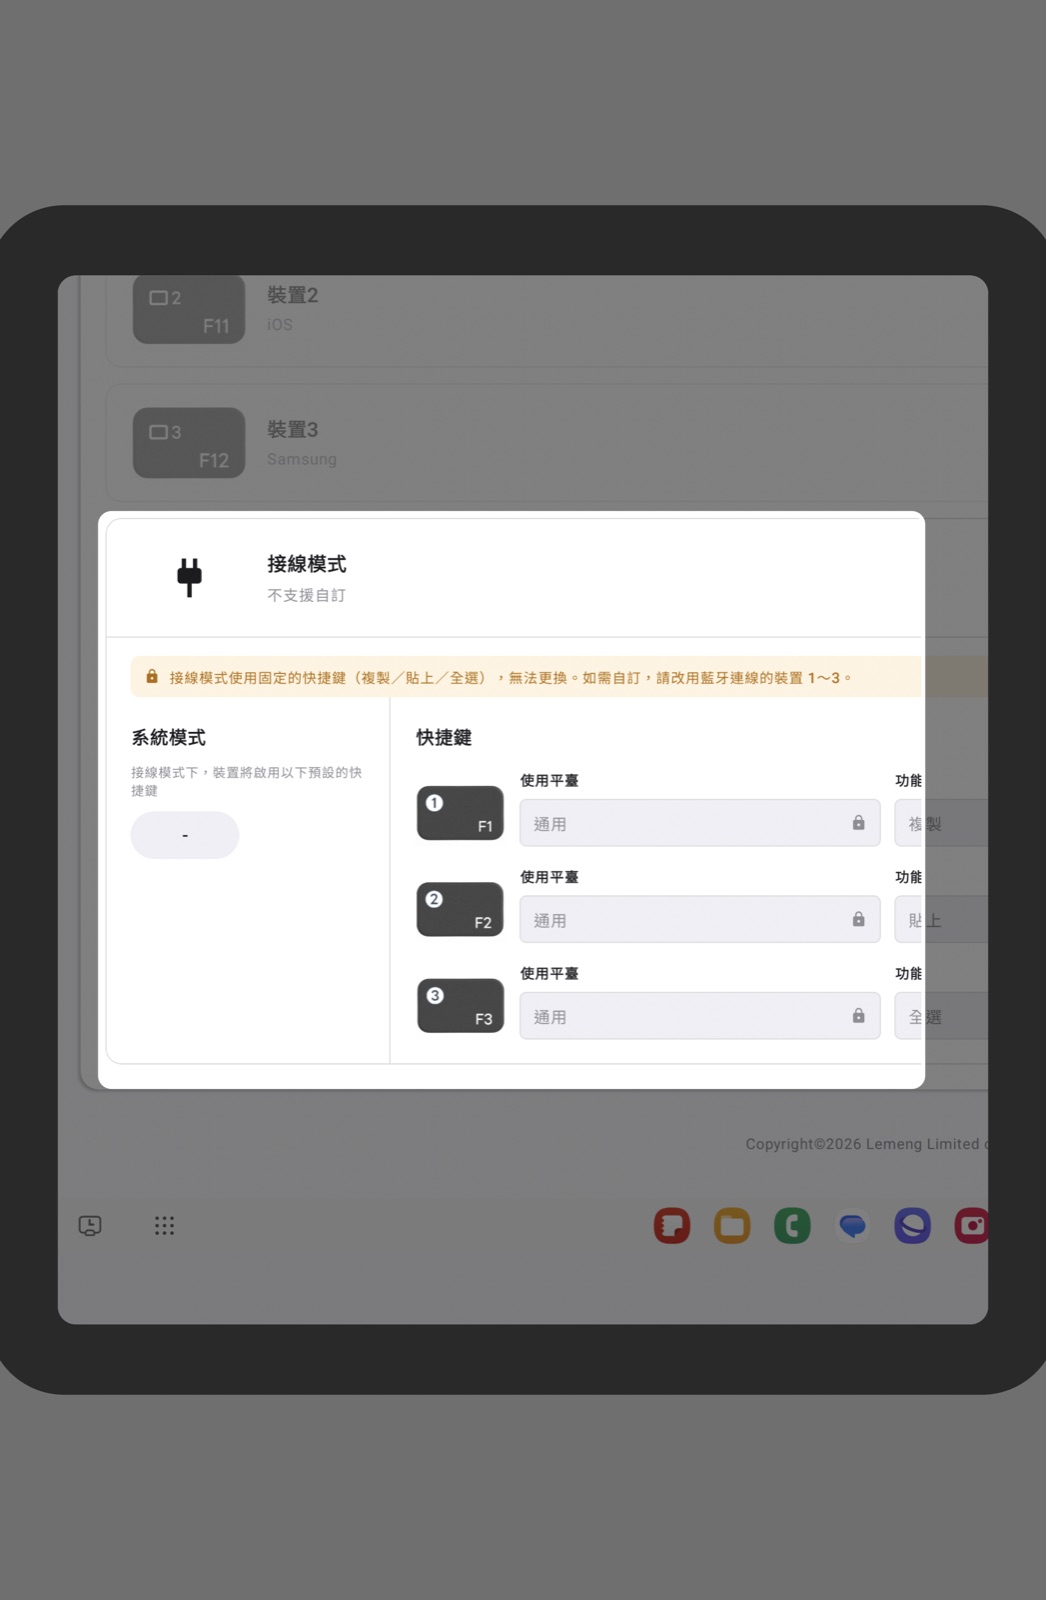 2
F11
裝置2
iOS
3
F12
裝置3
Samsung
接線模式
不支援自訂
接線模式使用固定的快捷鍵（複製／貼上／全選），無法更換。如需自訂，請改用藍牙連線的裝置 1～3。
系統模式
接線模式下，裝置將啟用以下預設的快
捷鍵
-
快捷鍵
使用平臺
功能
1
F1
通用
複製
使用平臺
功能
2
F2
通用
貼上
使用平臺
功能
3
F3
通用
全選
Copyright©2026 Lemeng Limited